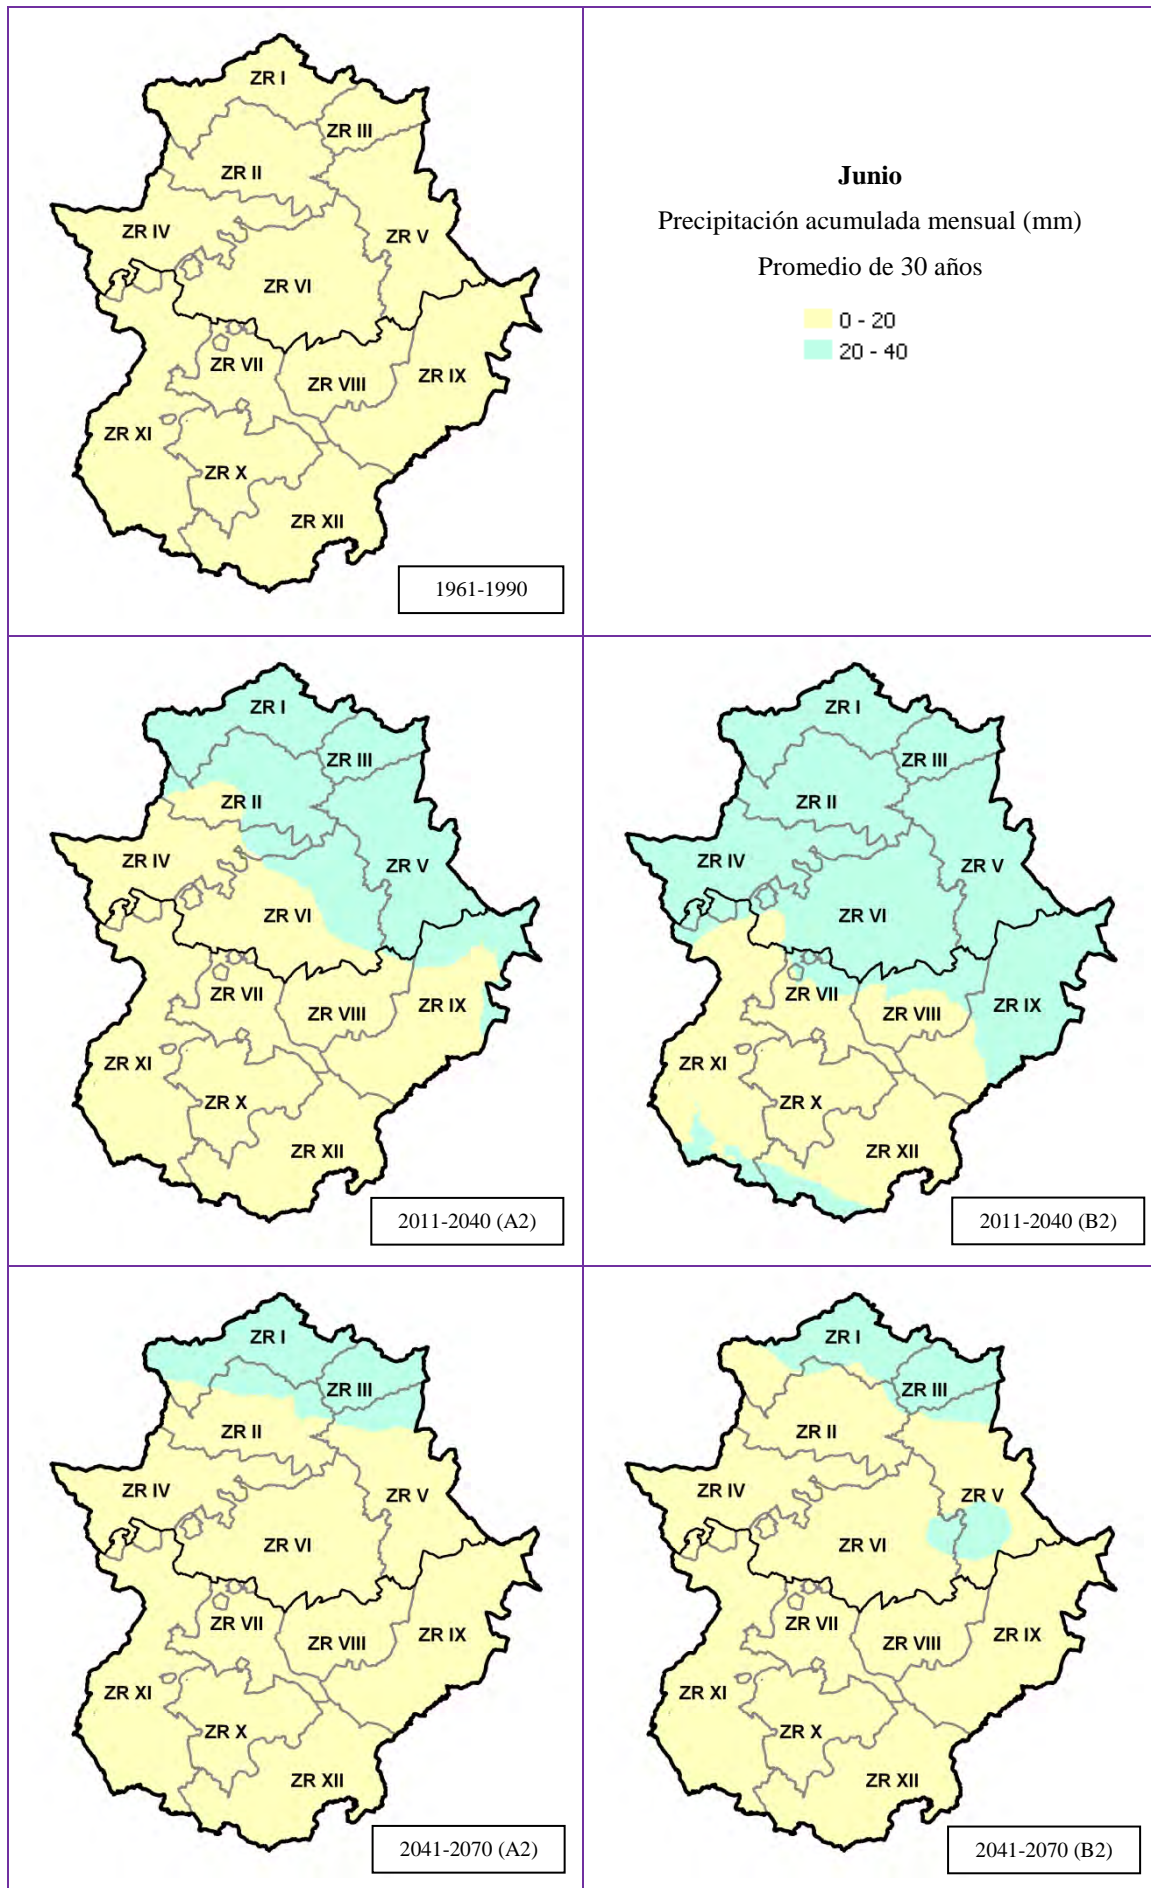 ZR I
ZR III
ZR II
ZR IV
ZR V
ZR VI
ZR VII
ZR VIII
ZR IX
ZR XI
ZR X
ZR XII
1961-1990
Junio
Precipitación acumulada mensual (mm)
Promedio de 30 años
0 - 20
20 - 40
ZR I
ZR III
ZR II
ZR IV
ZR V
ZR VI
ZR VII
ZR VIII
ZR IX
ZR XI
ZR X
ZR XII
2011-2040 (A2)
ZR I
ZR III
ZR II
ZR IV
ZR V
ZR VI
ZR VII
ZR VIII
ZR IX
ZR XI
ZR X
ZR XII
2011-2040 (B2)
ZR I
ZR III
ZR II
ZR IV
ZR V
ZR VI
ZR VII
ZR VIII
ZR IX
ZR XI
ZR X
ZR XII
2041-2070 (A2)
ZR I
ZR III
ZR II
ZR IV
ZR V
ZR VI
ZR VII
ZR VIII
ZR IX
ZR XI
ZR X
ZR XII
2041-2070 (B2)